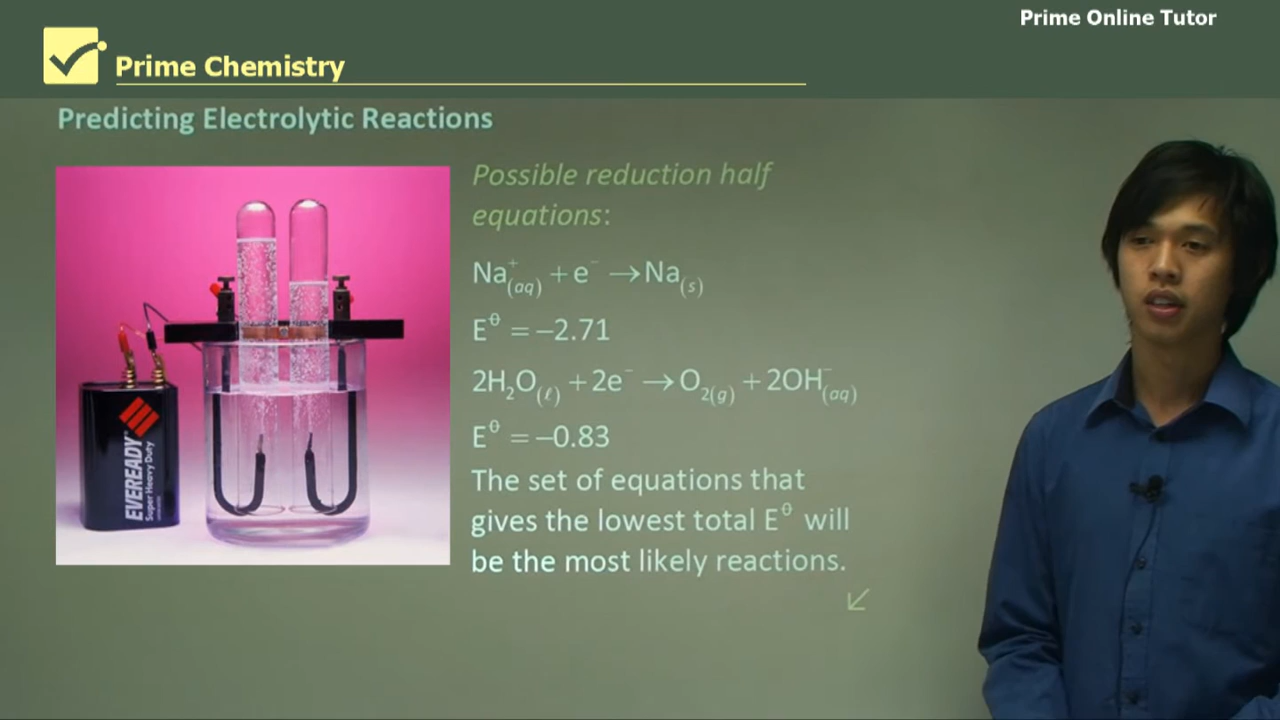 Prime Online Tutor
Prime Chemistry
Predicting Electrolytic Reactions
Possible reduction half
equations:
Na⁺(aq) + e⁻ → Na(s)
E^θ = −2.71
2H₂O(ℓ) + 2e⁻ → O₂(g) + 2OH⁻(aq)
E^θ = −0.83
The set of equations that
gives the lowest total E^θ will
be the most likely reactions.
EVEREADY
Super Heavy Duty